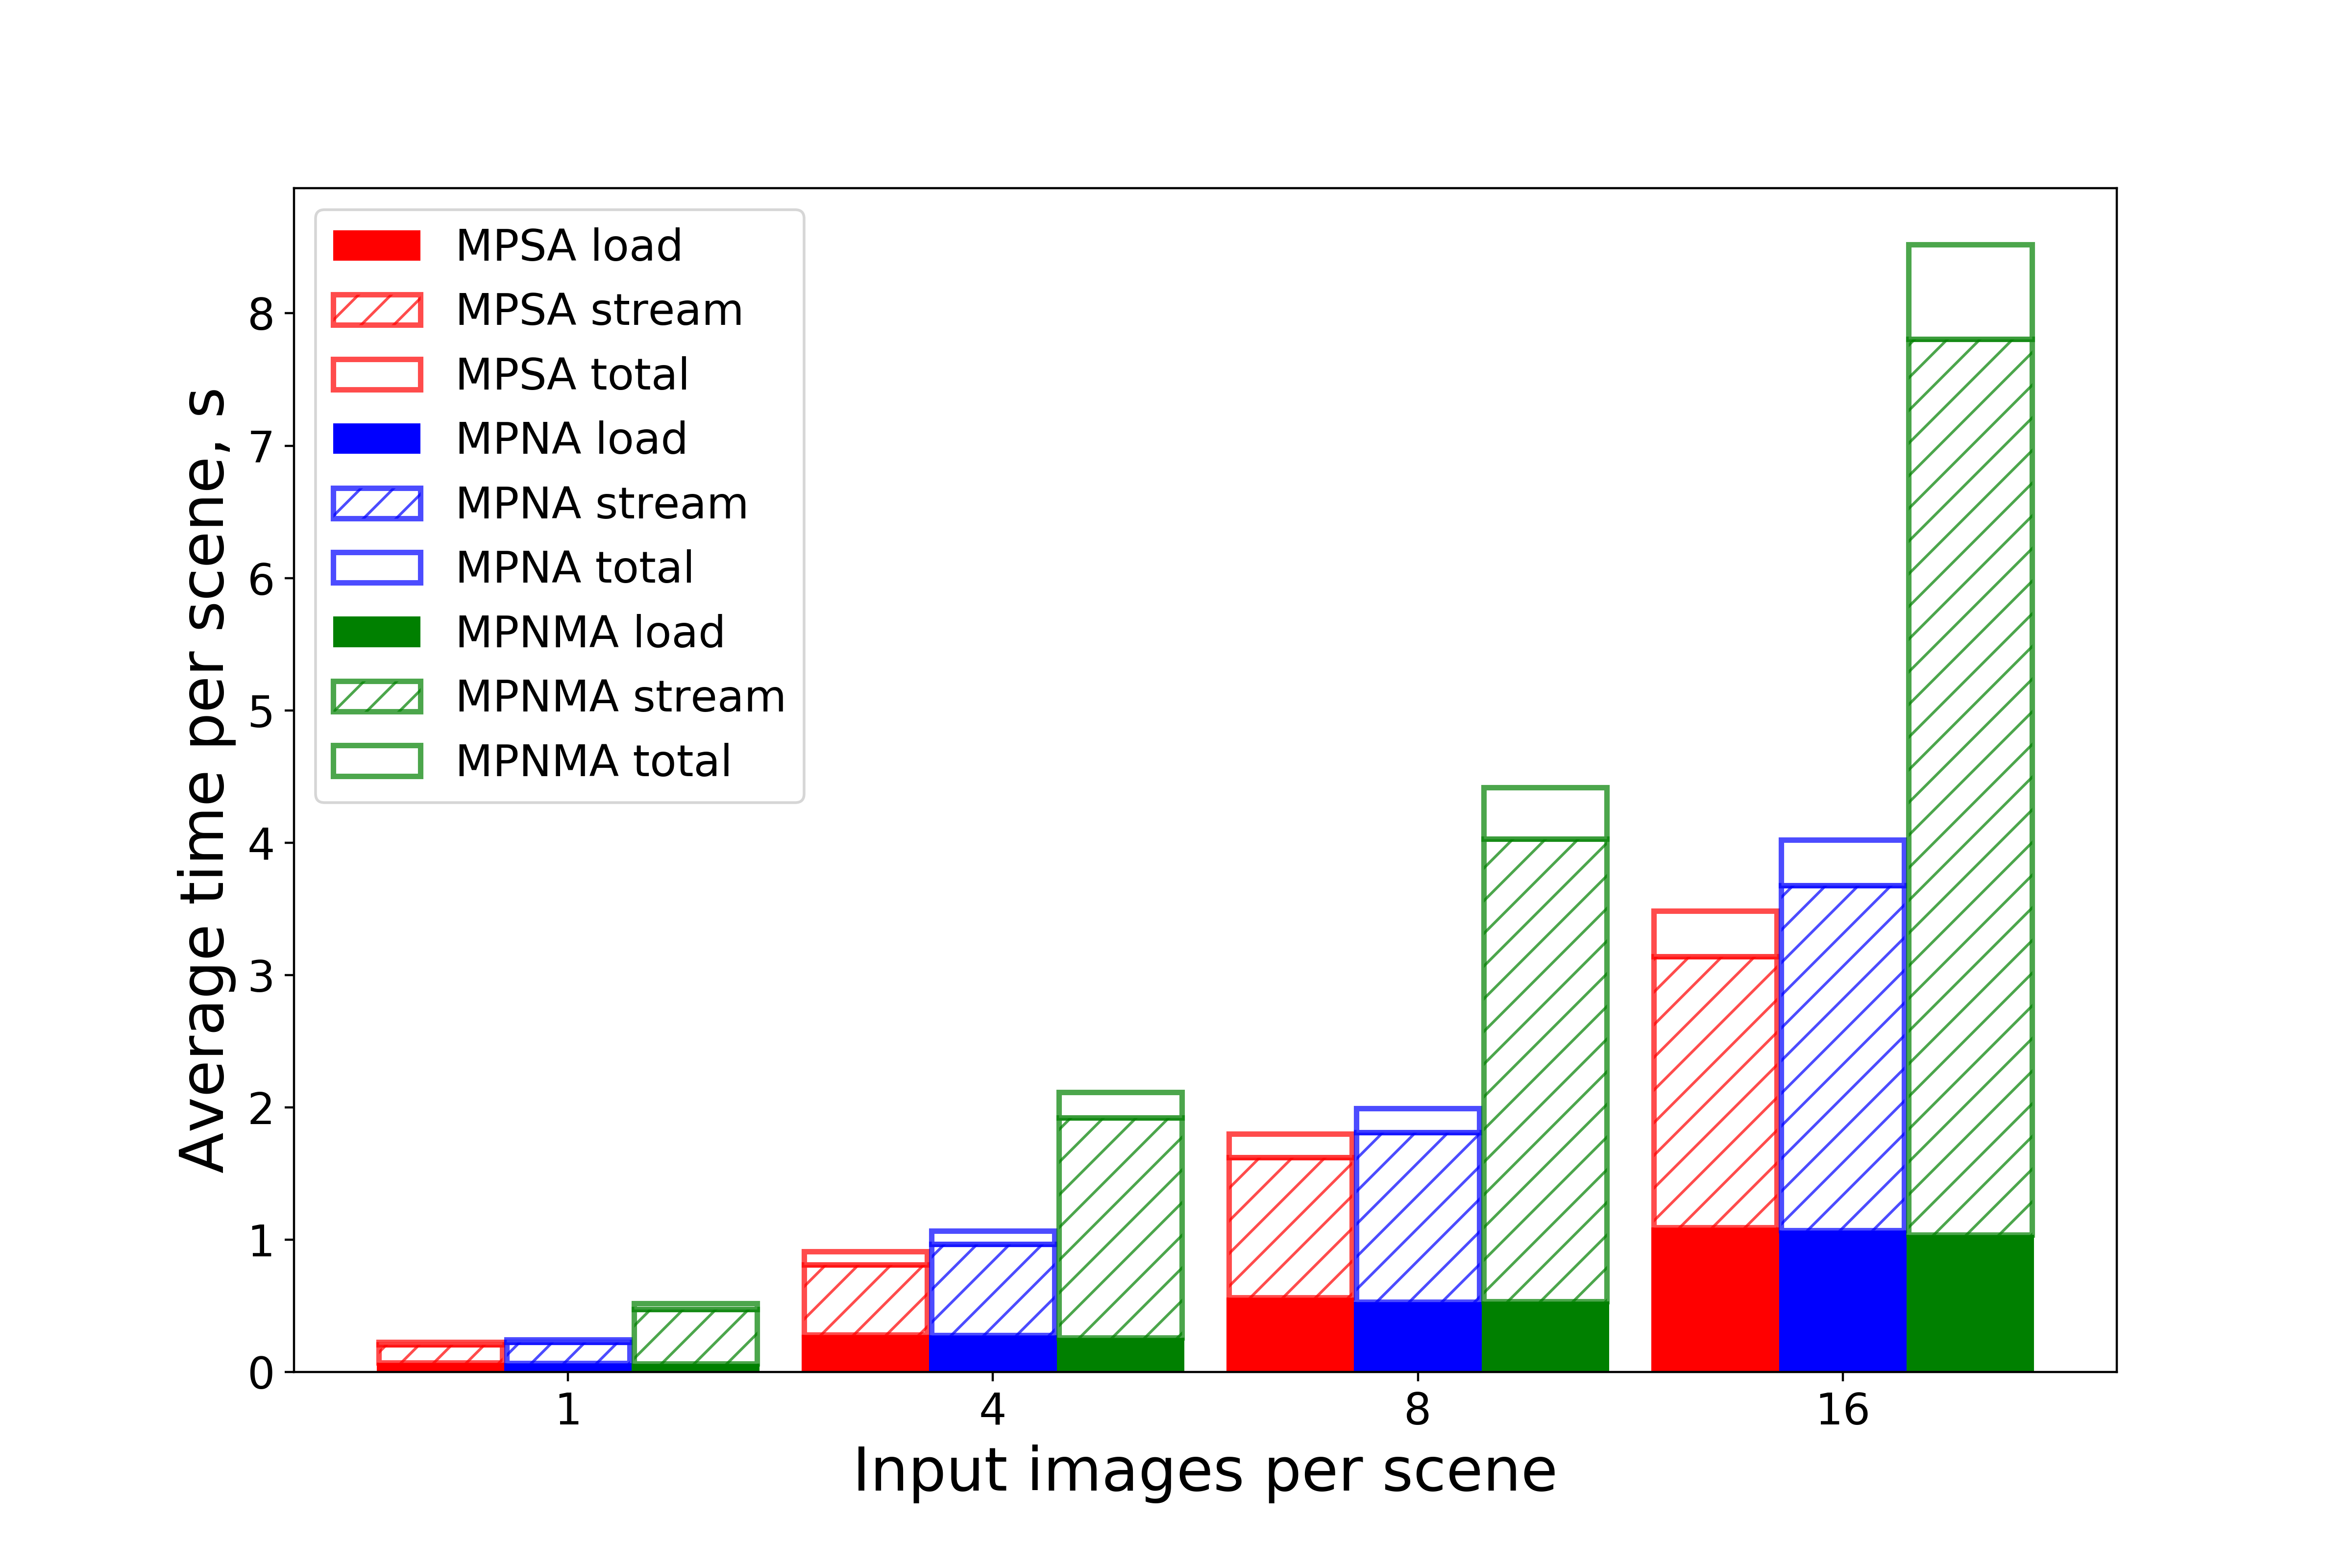 MPSA load
MPSA stream
MPSA total
MPNA load
MPNA stream
MPNA total
MPNMA load
MPNMA stream
MPNMA total
Average time per scene, s
8
7
6
5
4
3
2
1
0
1 4 8 16
Input images per scene